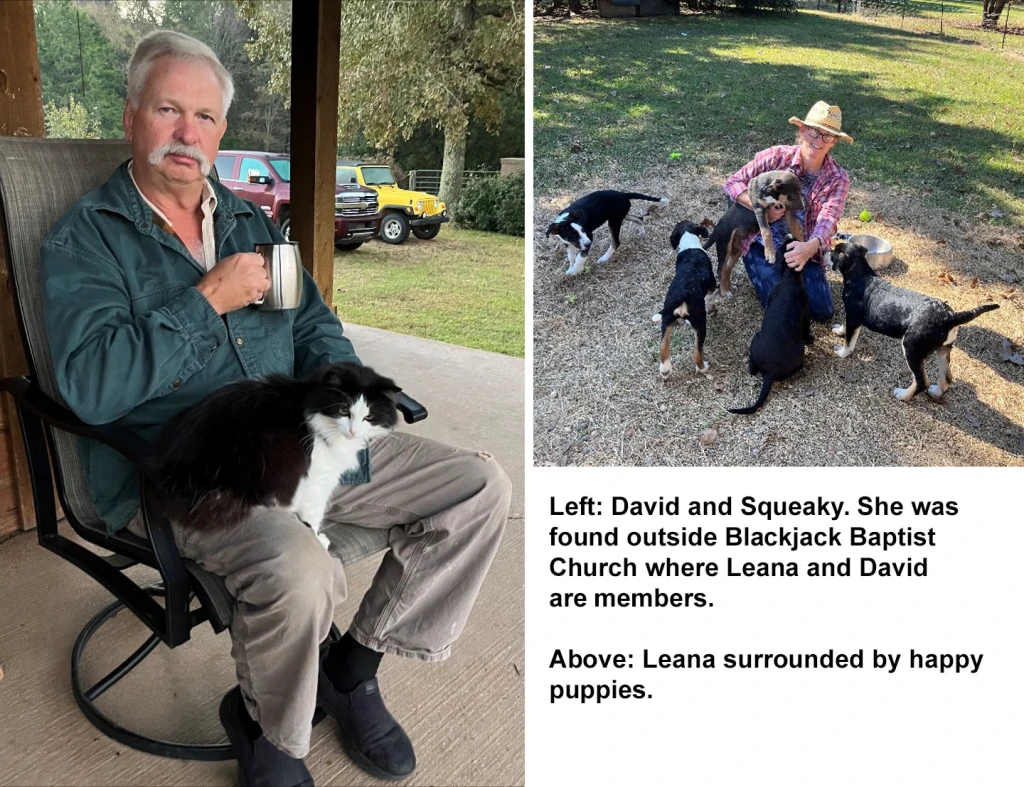 Left: David and Squeaky. She was
found outside Blackjack Baptist
Church where Leana and David
are members.
Above: Leana surrounded by happy
puppies.